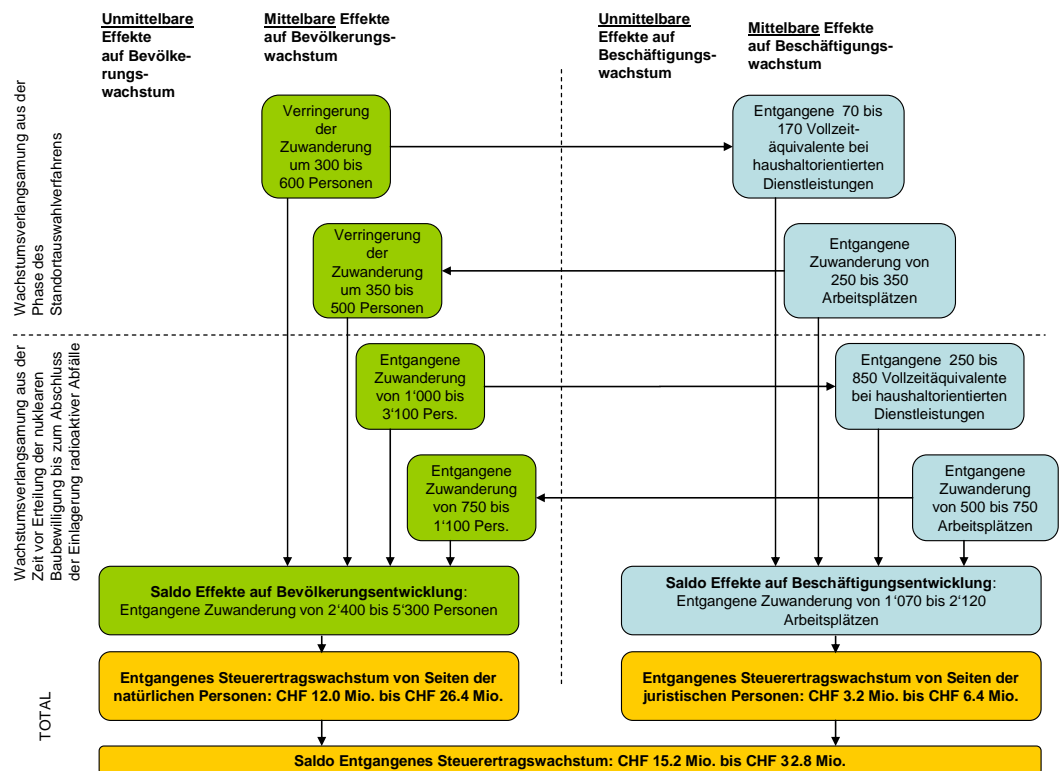 Unmittelbare
Effekte
auf Bevölke-
rungs-
wachstum
Mittelbare Effekte
auf Bevölkerungs-
wachstum
Unmittelbare
Effekte auf
Beschäftigungs-
wachstum
Mittelbare Effekte
auf Beschäftigungs-
wachstum
Wachstumsverlangsamung aus der
Phase des
Standortauswahlverfahrens
Verringerung
der
Zuwanderung
um 300 bis
600 Personen
Entgangene 70 bis
170 Vollzeit-
äquivalente bei
haushaltorientierten
Dienstleistungen
Verringerung
der
Zuwanderung
um 350 bis
500 Personen
Entgangene
Zuwanderung von
250 bis 350
Arbeitsplätzen
Wachstumsverlangsamung aus der
Zeit vor Erteilung der nuklearen
Baubewilligung bis zum Abschluss
der Einlagerung radioaktiver Abfälle
Entgangene
Zuwanderung
von 1‘000 bis
3‘100 Pers.
Entgangene 250 bis
850 Vollzeitäquivalente
bei haushaltorientierten
Dienstleistungen
Entgangene
Zuwanderung
von 750 bis
1‘100 Pers.
Entgangene
Zuwanderung
von 500 bis 750
Arbeitsplätzen
Saldo Effekte auf Bevölkerungsentwicklung:
Entgangene Zuwanderung von 2‘400 bis 5‘300 Personen
Saldo Effekte auf Beschäftigungsentwicklung:
Entgangene Zuwanderung von 1‘070 bis 2‘120
Arbeitsplätzen
TOTAL
Entgangenes Steuerertragswachstum von Seiten der
natürlichen Personen: CHF 12.0 Mio. bis CHF 26.4 Mio.
Entgangenes Steuerertragswachstum von Seiten der
juristischen Personen: CHF 3.2 Mio. bis CHF 6.4 Mio.
Saldo Entgangenes Steuerertragswachstum: CHF 15.2 Mio. bis CHF 32.8 Mio.